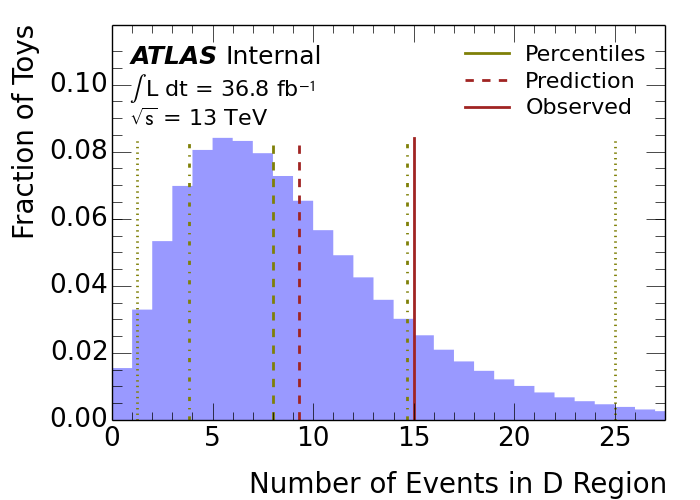 ATLAS Internal
∫L dt = 36.8 fb⁻¹
√s = 13 TeV
Percentiles
Prediction
Observed
Fraction of Toys
0.10
0.08
0.06
0.04
0.02
0.00
0 5 10 15 20 25
Number of Events in D Region